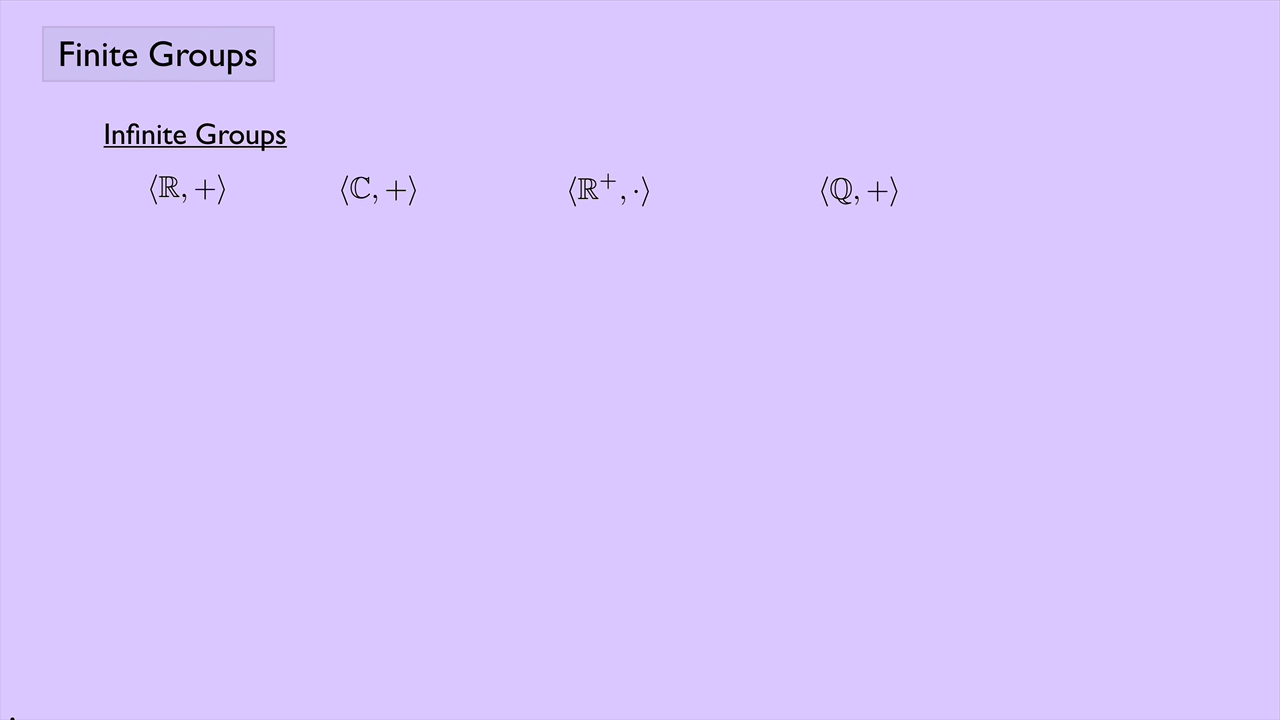 Finite Groups
Infinite Groups
⟨ℝ, +⟩ ⟨ℂ, +⟩ ⟨ℝ⁺, ·⟩ ⟨ℚ, +⟩